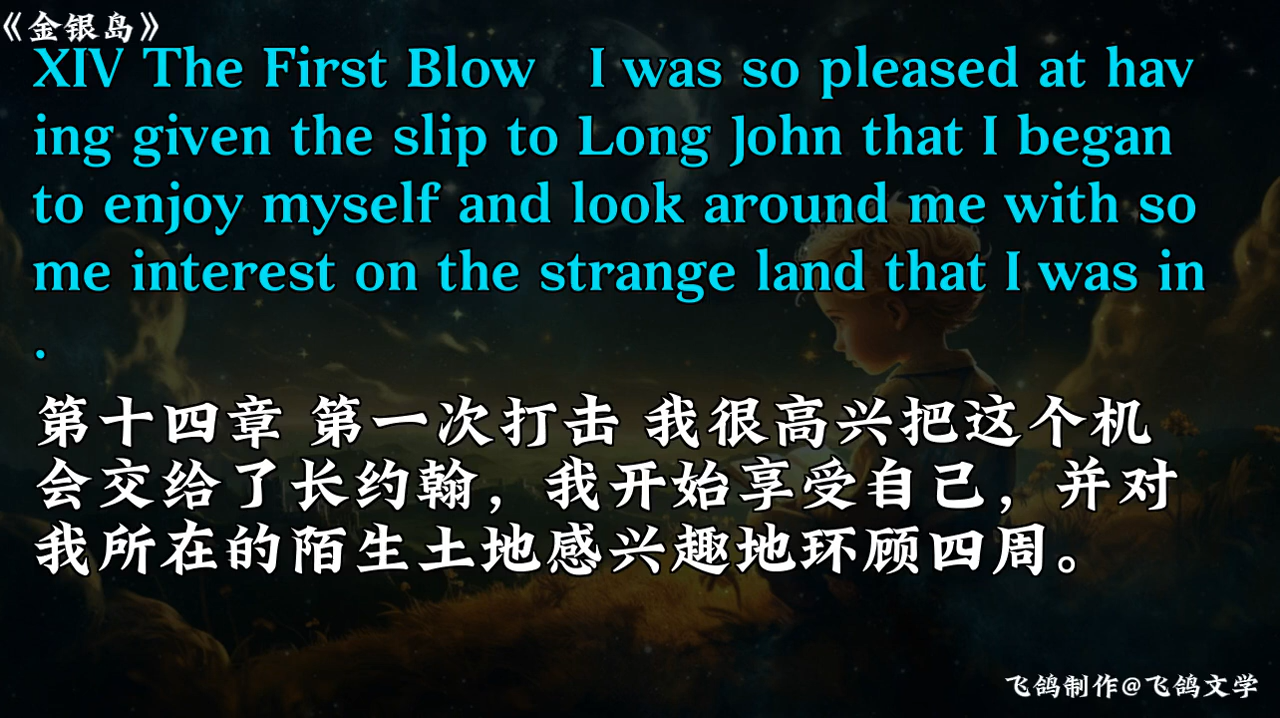 《金银岛》
XIV The First Blow I was so pleased at hav
ing given the slip to Long John that I began
to enjoy myself and look around me with so
me interest on the strange land that I was in
.
第十四章 第一次打击 我很高兴把这个机
会交给了长约翰，我开始享受自己，并对
我所在的陌生土地感兴趣地环顾四周。
飞鸽制作@飞鸽文学